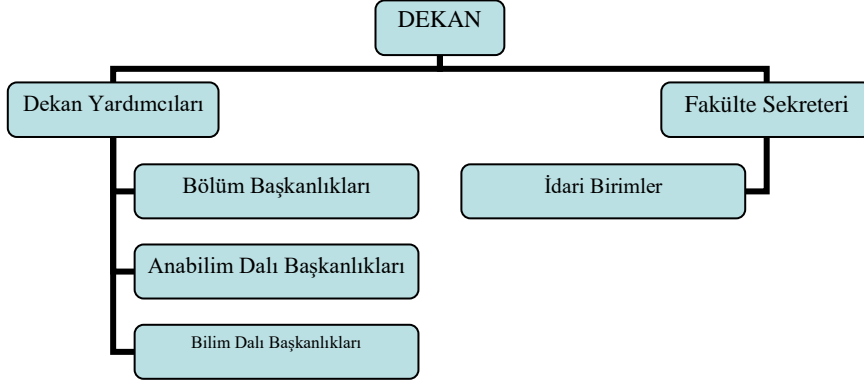 DEKAN
Dekan Yardımcıları
Fakülte Sekreteri
Bölüm Başkanlıkları
İdari Birimler
Anabilim Dalı Başkanlıkları
Bilim Dalı Başkanlıkları